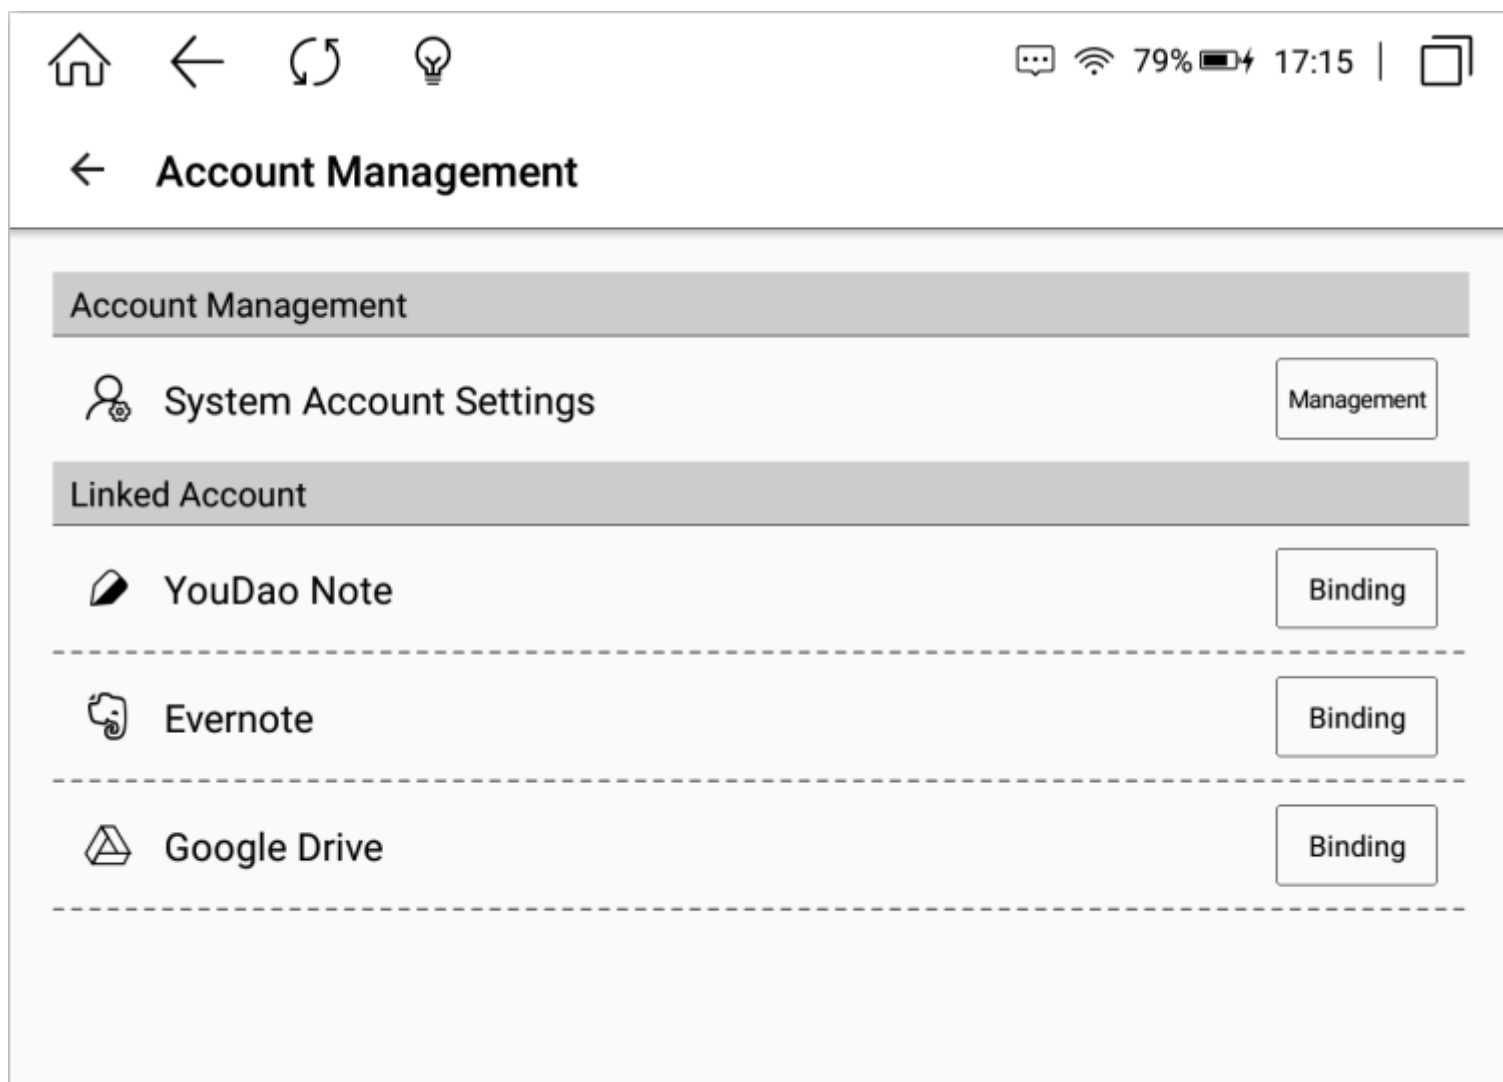 79% 17:15
Account Management
Account Management
System Account Settings Management
Linked Account
YouDao Note Binding
Evernote Binding
Google Drive Binding